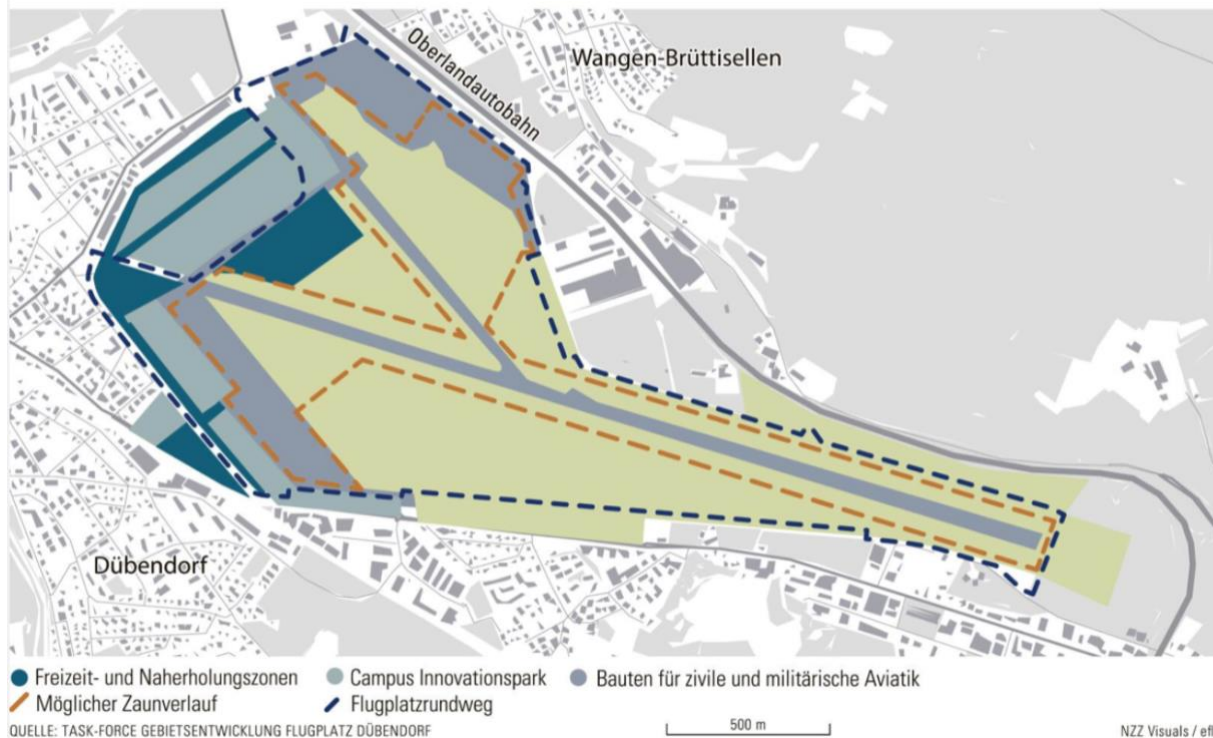 Wangen-Brüttisellen
Oberlandautobahn
Dübendorf
Freizeit- und Naherholungszonen
Campus Innovationspark
Bauten für zivile und militärische Aviatik
Möglicher Zaunverlauf
Flugplatzrundweg
QUELLE: TASK-FORCE GEBIETSENTWICKLUNG FLUGPLATZ DÜBENDORF
500 m
NZZ Visuals / efl